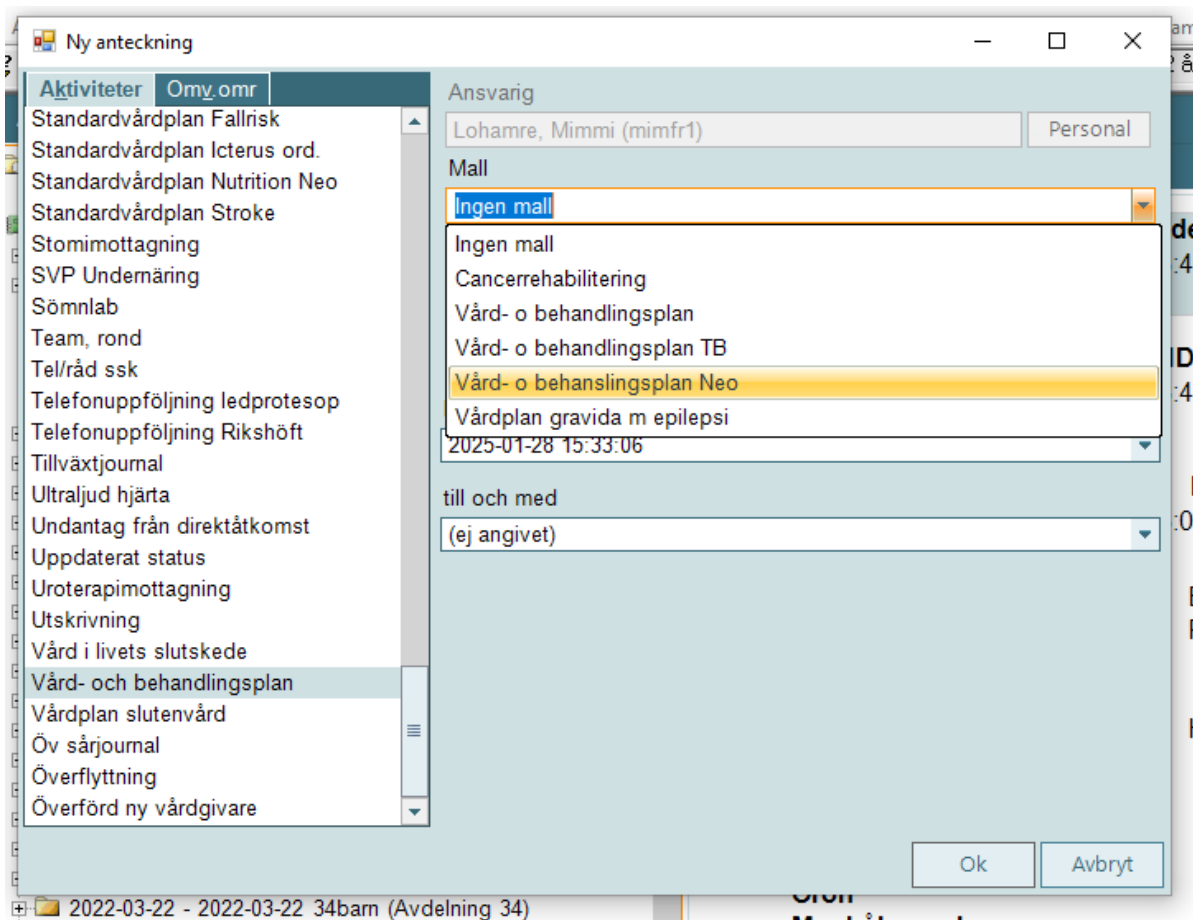 Ny anteckning
Aktiviteter Omv.omr
Standardvårdplan Fallrisk
Standardvårdplan Icterus ord.
Standardvårdplan Nutrition Neo
Standardvårdplan Stroke
Stomimottagning
SVP Undernäring
Sömnlab
Team, rond
Tel/råd ssk
Telefonuppföljning ledprotesop
Telefonuppföljning Rikshöft
Tillväxtjournal
Ultraljud hjärta
Undantag från direktåtkomst
Uppdaterat status
Uroterapimottagning
Utskrivning
Vård i livets slutskede
Vård- och behandlingsplan
Vårdplan slutenvård
Öv sårjournal
Överflyttning
Överförd ny vårdgivare
Ansvarig
Lohamre, Mimmi (mimfr1) Personal
Mall
Ingen mall
Ingen mall
Cancerrehabilitering
Vård- o behandlingsplan
Vård- o behandlingsplan TB
Vård- o behanslingsplan Neo
Vårdplan gravida m epilepsi
2025-01-28 15:33:06
till och med
(ej angivet)
Ok Avbryt
2022-03-22 - 2022-03-22 34barn (Avdelning 34)